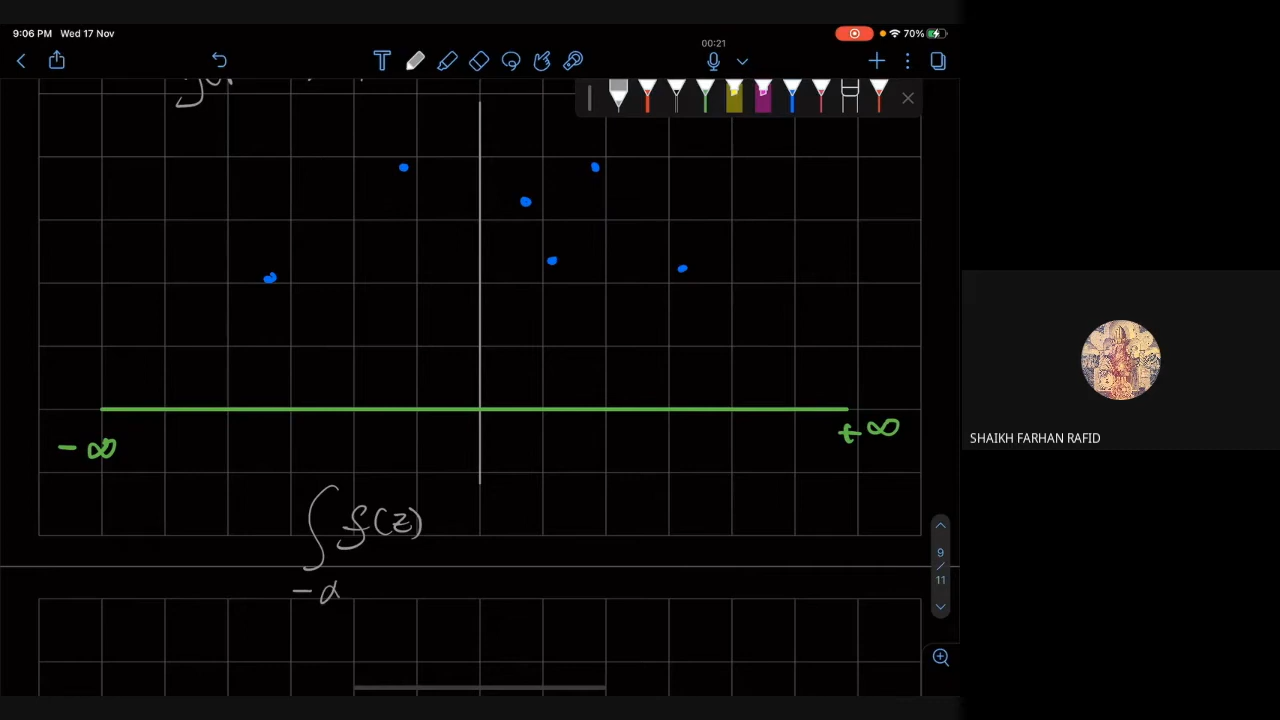 9:06 PM Wed 17 Nov
70%
00:21
T
- ∞
+ ∞
∫ f(z)
SHAIKH FARHAN RAFID
9
/
11